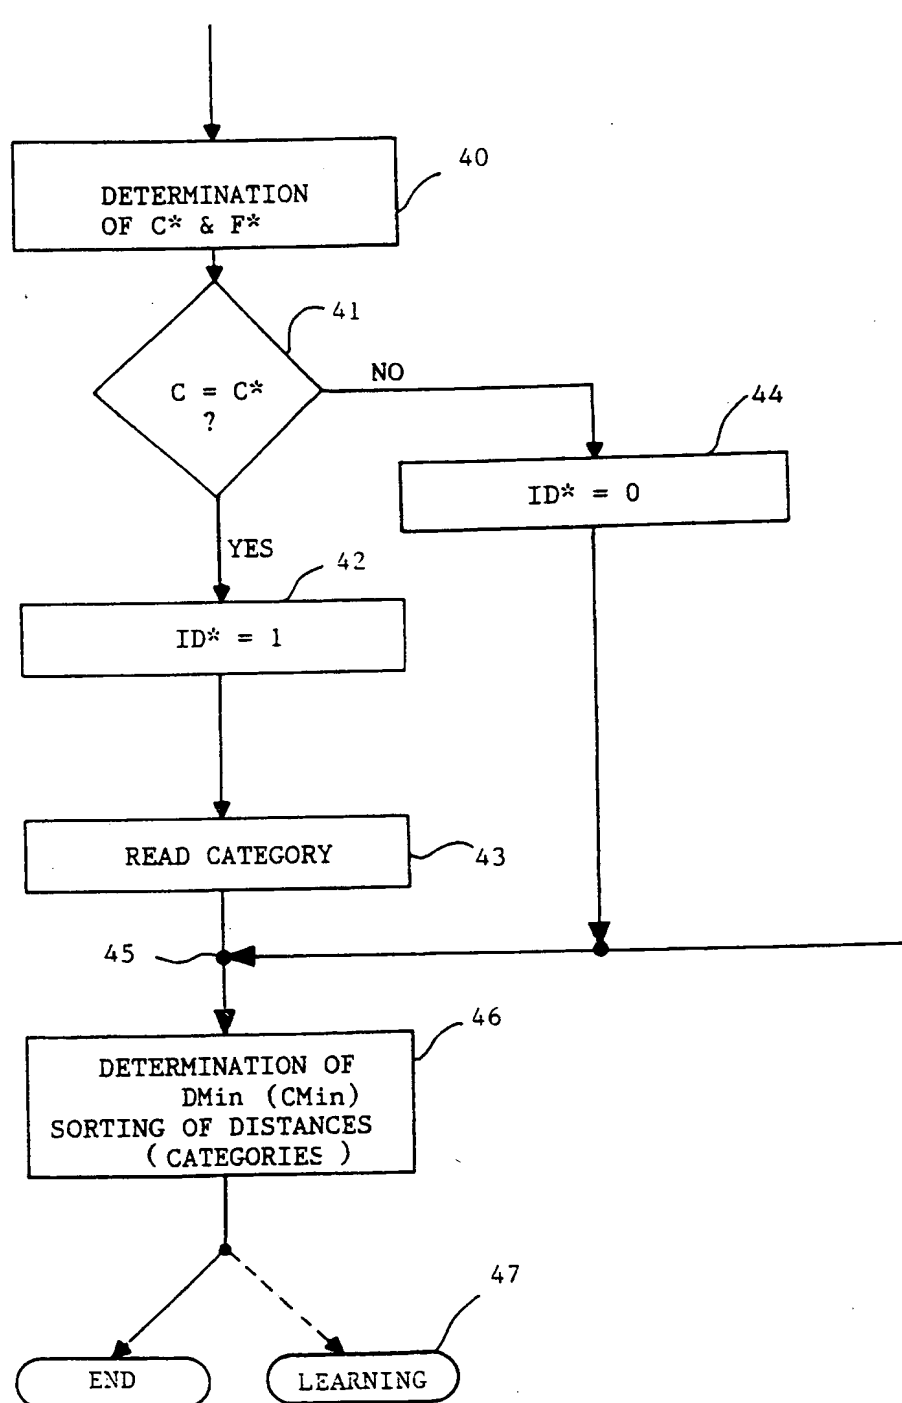 40
DETERMINATION
OF C* & F*
41
C = C*
?
NO
44
ID* = 0
YES
42
ID* = 1
READ CATEGORY
43
45
46
DETERMINATION OF
DMin (CMin)
SORTING OF DISTANCES
(CATEGORIES)
47
END
LEARNING